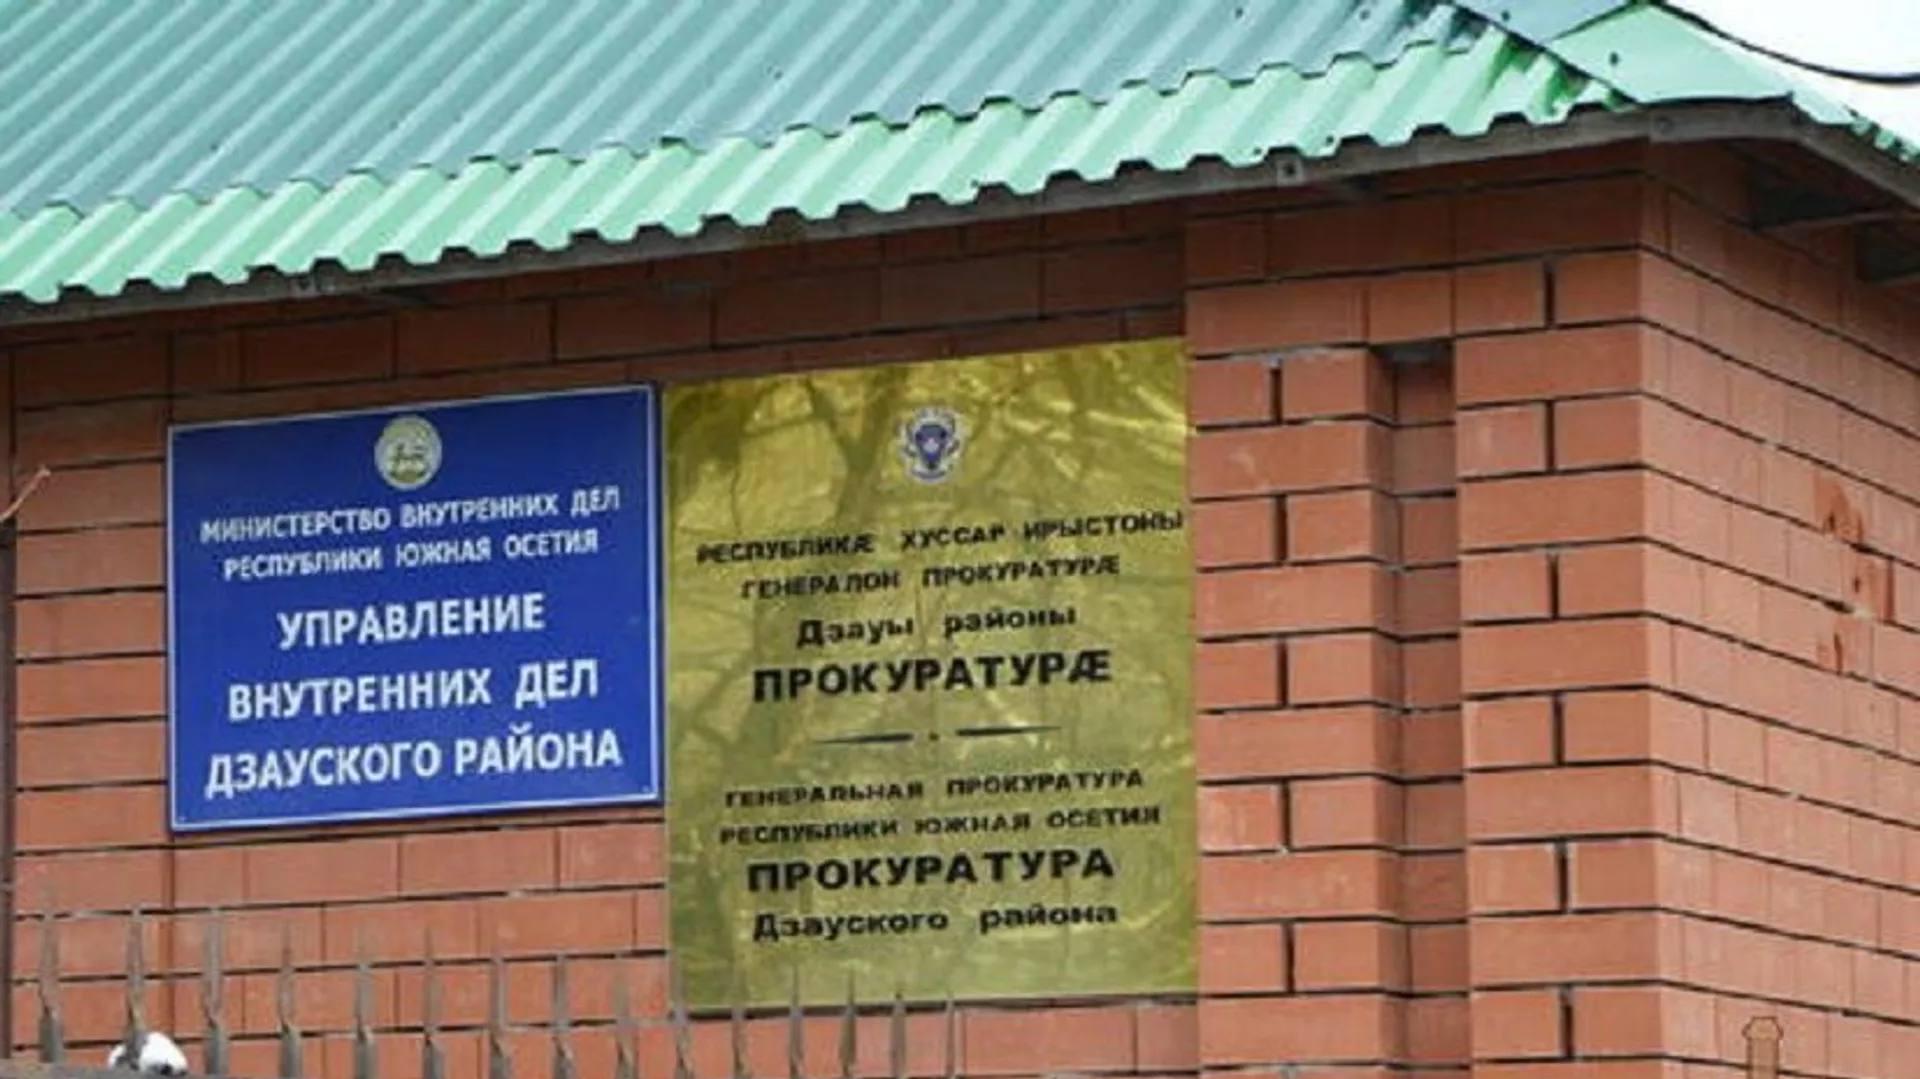 МИНИСТЕРСТВО ВНУТРЕННИХ ДЕЛ
РЕСПУБЛИКИ ЮЖНАЯ ОСЕТИЯ
УПРАВЛЕНИЕ
ВНУТРЕННИХ ДЕЛ
ДЗАУСКОГО РАЙОНА
РЕСПУБЛИКÆ ХУССАР ИРЫСТОНЫ
ГЕНЕРАЛОН ПРОКУРАТУРÆ
Дзауы районы
ПРОКУРАТУРÆ
ГЕНЕРАЛЬНАЯ ПРОКУРАТУРА
РЕСПУБЛИКИ ЮЖНАЯ ОСЕТИЯ
ПРОКУРАТУРА
Дзауского района